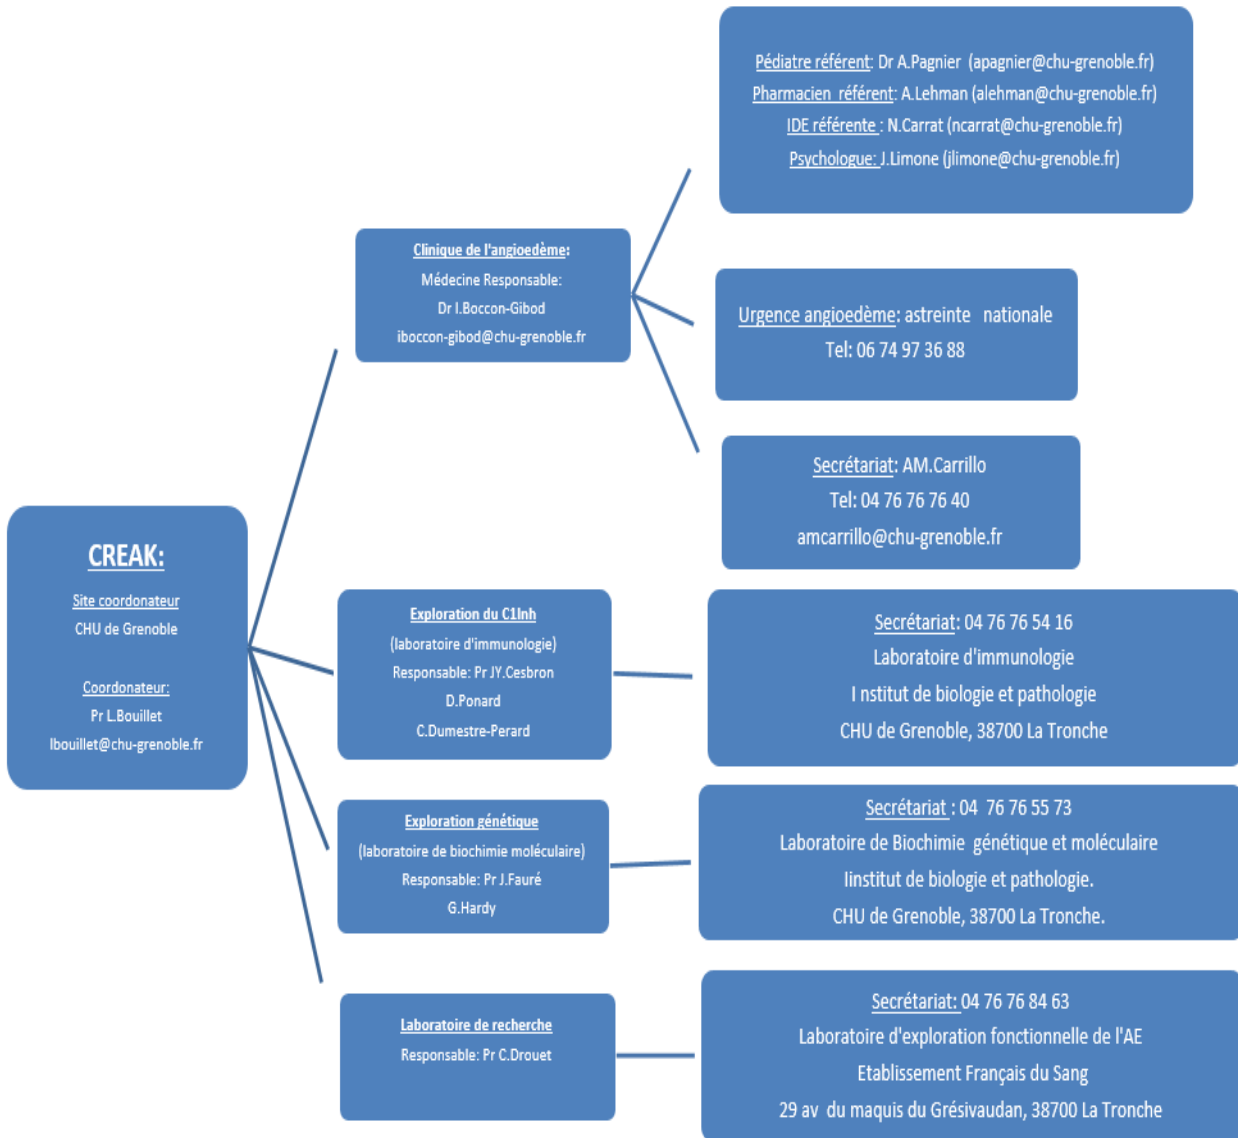 CREAK:
Site coordonateur
CHU de Grenoble
Coordonateur:
Pr L.Bouillet
lbouillet@chu-grenoble.fr
Clinique de l'angioedème:
Médecine Responsable:
Dr I.Boccon-Gibod
iboccon-gibod@chu-grenoble.fr
Pédiatre référent: Dr A.Pagnier (apagnier@chu-grenoble.fr)
Pharmacien référent: A.Lehman (alehman@chu-grenoble.fr)
IDE référente : N.Carrat (ncarrat@chu-grenoble.fr)
Psychologue: J.Limone (jlimone@chu-grenoble.fr)
Urgence angioedème: astreinte nationale
Tel: 06 74 97 36 88
Secrétariat: AM.Carrillo
Tel: 04 76 76 76 40
amcarrillo@chu-grenoble.fr
Exploration du C1Inh
(laboratoire d'immunologie)
Responsable: Pr JY.Cesbron
D.Ponard
C.Dumestre-Perard
Secrétariat: 04 76 76 54 16
Laboratoire d'immunologie
I nstitut de biologie et pathologie
CHU de Grenoble, 38700 La Tronche
Exploration génétique
(laboratoire de biochimie moléculaire)
Responsable: Pr J.Fauré
G.Hardy
Secrétariat : 04 76 76 55 73
Laboratoire de Biochimie génétique et moléculaire
Iinstitut de biologie et pathologie.
CHU de Grenoble, 38700 La Tronche.
Laboratoire de recherche
Responsable: Pr C.Drouet
Secrétariat: 04 76 76 84 63
Laboratoire d'exploration fonctionnelle de l'AE
Etablissement Français du Sang
29 av du maquis du Grésivaudan, 38700 La Tronche